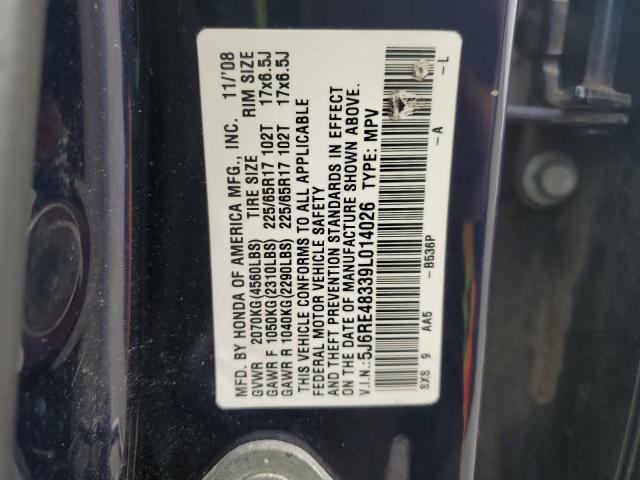 MFD. BY HONDA OF AMERICA MFG., INC. 11/'08
GVWR 2070KG(4560LBS) TIRE SIZE RIM SIZE
GAWR F 1050KG(2310LBS) 225/65R17 102T 17x6.5J
GAWR R 1040KG(2290LBS) 225/65R17 102T 17x6.5J
THIS VEHICLE CONFORMS TO ALL APPLICABLE
FEDERAL MOTOR VEHICLE SAFETY
AND THEFT PREVENTION STANDARDS IN EFFECT
ON THE DATE OF MANUFACTURE SHOWN ABOVE.
V.I.N.:5J6RE48339L014026 TYPE: MPV
8X8 9 AA5 -B536P -A -L